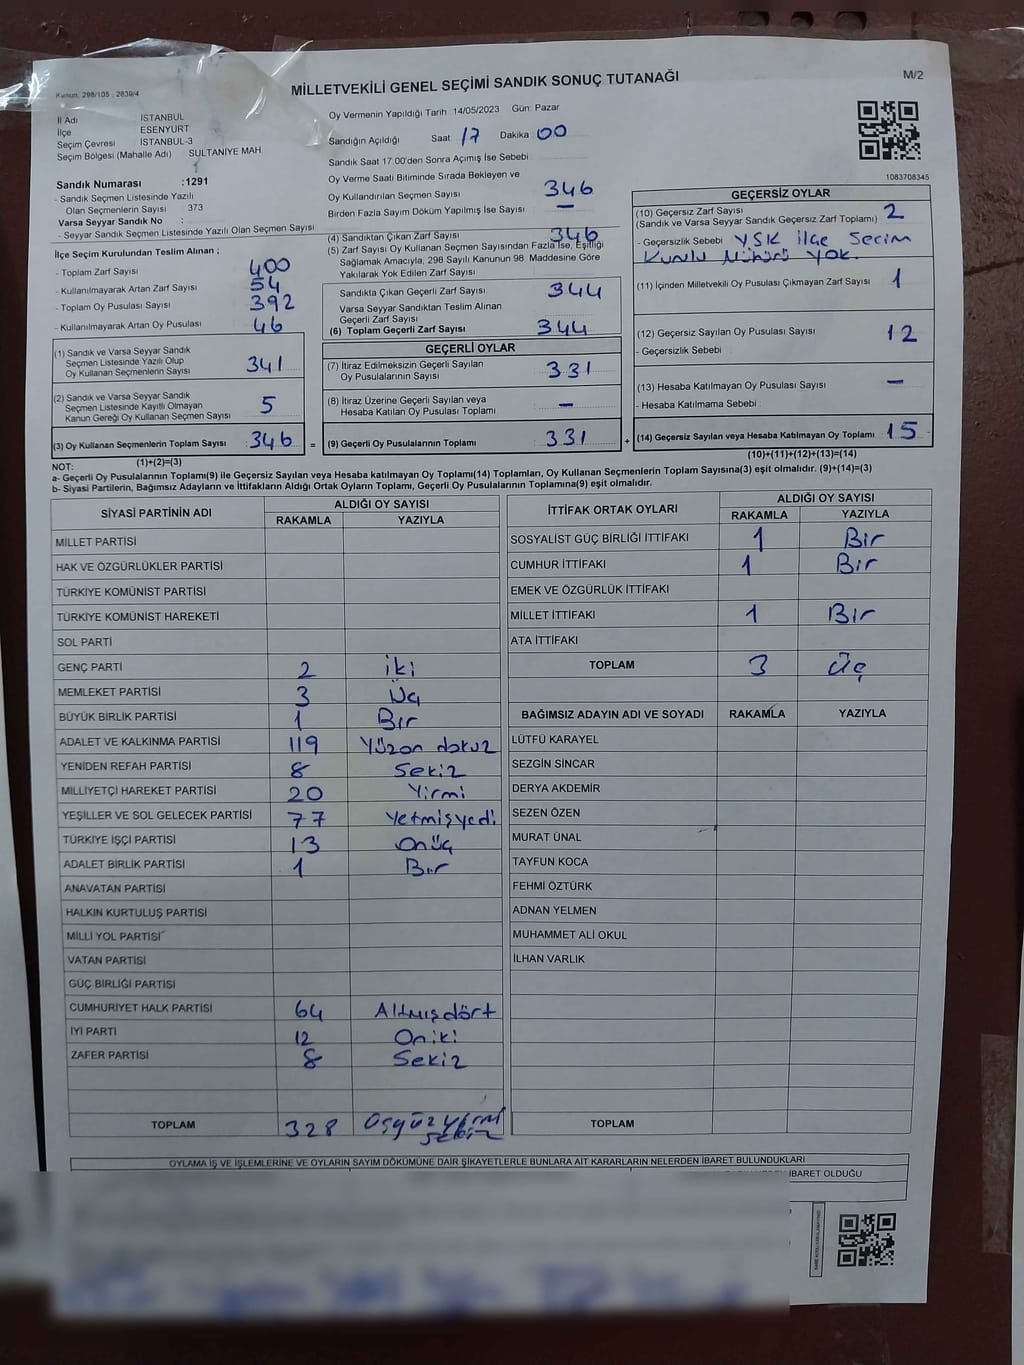 Kanun: 298/105 ; 2839/4
MİLLETVEKİLİ GENEL SEÇİMİ SANDIK SONUÇ TUTANAĞI
M/2
İl Adı İSTANBUL
İlçe ESENYURT
Seçim Çevresi İSTANBUL-3
Seçim Bölgesi (Mahalle Adı) SULTANİYE MAH.
Sandık Numarası :1291
- Sandık Seçmen Listesinde Yazılı
Olan Seçmenlerin Sayısı 373
Varsa Seyyar Sandık No :
- Seyyar Sandık Seçmen Listesinde Yazılı Olan Seçmen Sayısı
İlçe Seçim Kurulundan Teslim Alınan ;
- Toplam Zarf Sayısı 400
- Kullanılmayarak Artan Zarf Sayısı 54
- Toplam Oy Pusulası Sayısı 392
- Kullanılmayarak Artan Oy Pusulası 46
(1) Sandık ve Varsa Seyyar Sandık
Seçmen Listesinde Yazılı Olup
Oy Kullanan Seçmenlerin Sayısı 341
(2) Sandık ve Varsa Seyyar Sandık
Seçmen Listesinde Kayıtlı Olmayan
Kanun Gereği Oy Kullanan Seçmen Sayısı 5
(3) Oy Kullanan Seçmenlerin Toplam Sayısı 346 =
(1)+(2)=(3)
Oy Vermenin Yapıldığı Tarih :14/05/2023 Gün: Pazar
Sandığın Açıldığı Saat 17 Dakika 00
Sandık Saat 17:00'den Sonra Açımış İse Sebebi
Oy Verme Saati Bitiminde Sırada Bekleyen ve
Oy Kullandırılan Seçmen Sayısı 346
Birden Fazla Sayım Döküm Yapılmış İse Sayısı –
(4) Sandıktan Çıkan Zarf Sayısı 346
(5) Zarf Sayısı Oy Kullanan Seçmen Sayısından Fazla İse, Eşitliği
Sağlamak Amacıyla, 298 Sayılı Kanunun 98. Maddesine Göre
Yakılarak Yok Edilen Zarf Sayısı
Sandıkta Çıkan Geçerli Zarf Sayısı 344
Varsa Seyyar Sandıktan Teslim Alınan
Geçerli Zarf Sayısı
(6) Toplam Geçerli Zarf Sayısı 344
GEÇERLİ OYLAR
(7) İtiraz Edilmeksizin Geçerli Sayılan
Oy Pusulalarının Sayısı 331
(8) İtiraz Üzerine Geçerli Sayılan veya
Hesaba Katılan Oy Pusulası Toplamı –
(9) Geçerli Oy Pusulalarının Toplamı 331 +
1083708345
GEÇERSİZ OYLAR
(10) Geçersiz Zarf Sayısı
(Sandık ve Varsa Seyyar Sandık Geçersiz Zarf Toplamı) 2
- Geçersizlik Sebebi YSK ilçe Seçim
Kurulu Mührü Yok.
(11) İçinden Milletvekili Oy Pusulası Çıkmayan Zarf Sayısı 1
(12) Geçersiz Sayılan Oy Pusulası Sayısı 12
- Geçersizlik Sebebi :
(13) Hesaba Katılmayan Oy Pusulası Sayısı –
- Hesaba Katılmama Sebebi :
(14) Geçersiz Sayılan veya Hesaba Katılmayan Oy Toplamı 15
(10)+(11)+(12)+(13)=(14)
NOT:
a- Geçerli Oy Pusulalarının Toplamı(9) ile Geçersiz Sayılan veya Hesaba katılmayan Oy Toplamı(14) Toplamları, Oy Kullanan Seçmenlerin Toplam Sayısına(3) eşit olmalıdır. (9)+(14)=(3)
b- Siyasi Partilerin, Bağımsız Adayların ve İttifakların Aldığı Ortak Oyların Toplamı, Geçerli Oy Pusulalarının Toplamına(9) eşit olmalıdır.
SİYASİ PARTİNİN ADI ALDIĞI OY SAYISI
RAKAMLA YAZIYLA
MİLLET PARTİSİ
HAK VE ÖZGÜRLÜKLER PARTİSİ
TÜRKİYE KOMÜNİST PARTİSİ
TÜRKİYE KOMÜNİST HAREKETİ
SOL PARTİ
GENÇ PARTİ 2 iki
MEMLEKET PARTİSİ 3 Üç
BÜYÜK BİRLİK PARTİSİ 1 Bir
ADALET VE KALKINMA PARTİSİ 119 Yüzon dokuz
YENİDEN REFAH PARTİSİ 8 Sekiz
MİLLİYETÇİ HAREKET PARTİSİ 20 Yirmi
YEŞİLLER VE SOL GELECEK PARTİSİ 77 Yetmişyedi
TÜRKİYE İŞÇİ PARTİSİ 13 Onüç
ADALET BİRLİK PARTİSİ 1 Bir
ANAVATAN PARTİSİ
HALKIN KURTULUŞ PARTİSİ
MİLLİ YOL PARTİSİ
VATAN PARTİSİ
GÜÇ BİRLİĞİ PARTİSİ
CUMHURİYET HALK PARTİSİ 64 Altmışdört
İYİ PARTİ 12 Oniki
ZAFER PARTİSİ 8 Sekiz
TOPLAM 328 Üçyüz yirmi
sekiz
İTTİFAK ORTAK OYLARI ALDIĞI OY SAYISI
RAKAMLA YAZIYLA
SOSYALİST GÜÇ BİRLİĞİ İTTİFAKI 1 Bir
CUMHUR İTTİFAKI 1 Bir
EMEK VE ÖZGÜRLÜK İTTİFAKI
MİLLET İTTİFAKI 1 Bir
ATA İTTİFAKI
TOPLAM 3 Üç
BAĞIMSIZ ADAYIN ADI VE SOYADI RAKAMLA YAZIYLA
LÜTFÜ KARAYEL
SEZGİN SİNCAR
DERYA AKDEMİR
SEZEN ÖZEN
MURAT ÜNAL
TAYFUN KOCA
FEHMİ ÖZTÜRK
ADNAN YELMEN
MUHAMMET ALİ OKUL
İLHAN VARLIK
TOPLAM
OYLAMA İŞ VE İŞLEMLERİNE VE OYLARIN SAYIM DÖKÜMÜNE DAİR ŞİKAYETLERLE BUNLARA AİT KARARLARIN NELERDEN İBARET BULUNDUKLARI
İBARET OLDUĞU